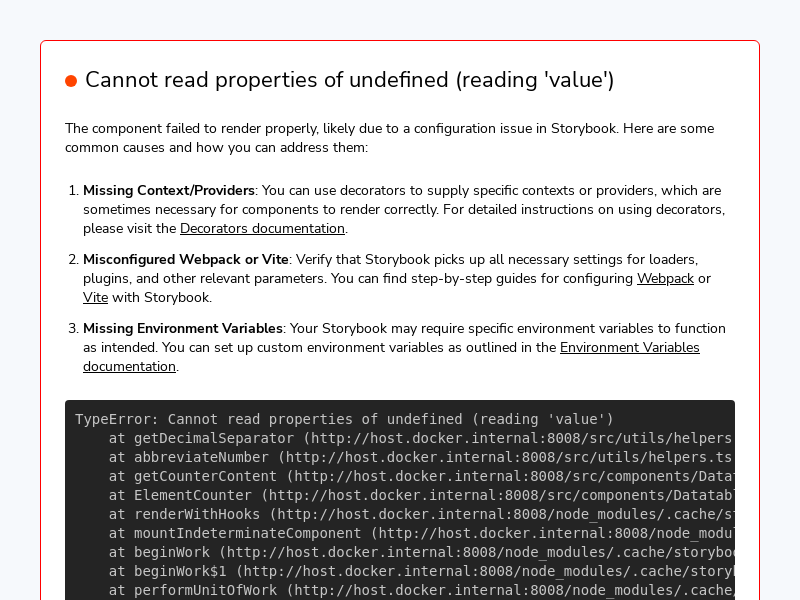 Cannot read properties of undefined (reading 'value')
The component failed to render properly, likely due to a configuration issue in Storybook. Here are some
common causes and how you can address them:
1. Missing Context/Providers: You can use decorators to supply specific contexts or providers, which are
sometimes necessary for components to render correctly. For detailed instructions on using decorators,
please visit the Decorators documentation.
2. Misconfigured Webpack or Vite: Verify that Storybook picks up all necessary settings for loaders,
plugins, and other relevant parameters. You can find step-by-step guides for configuring Webpack or
Vite with Storybook.
3. Missing Environment Variables: Your Storybook may require specific environment variables to function
as intended. You can set up custom environment variables as outlined in the Environment Variables
documentation.
TypeError: Cannot read properties of undefined (reading 'value')
at getDecimalSeparator (http://host.docker.internal:8008/src/utils/helpers
at abbreviateNumber (http://host.docker.internal:8008/src/utils/helpers.ts
at getCounterContent (http://host.docker.internal:8008/src/components/Datat
at ElementCounter (http://host.docker.internal:8008/src/components/Datatabl
at renderWithHooks (http://host.docker.internal:8008/node_modules/.cache/st
at mountIndeterminateComponent (http://host.docker.internal:8008/node_modul
at beginWork (http://host.docker.internal:8008/node_modules/.cache/storyboo
at beginWork$1 (http://host.docker.internal:8008/node_modules/.cache/storyb
at performUnitOfWork (http://host.docker.internal:8008/node_modules/.cache/